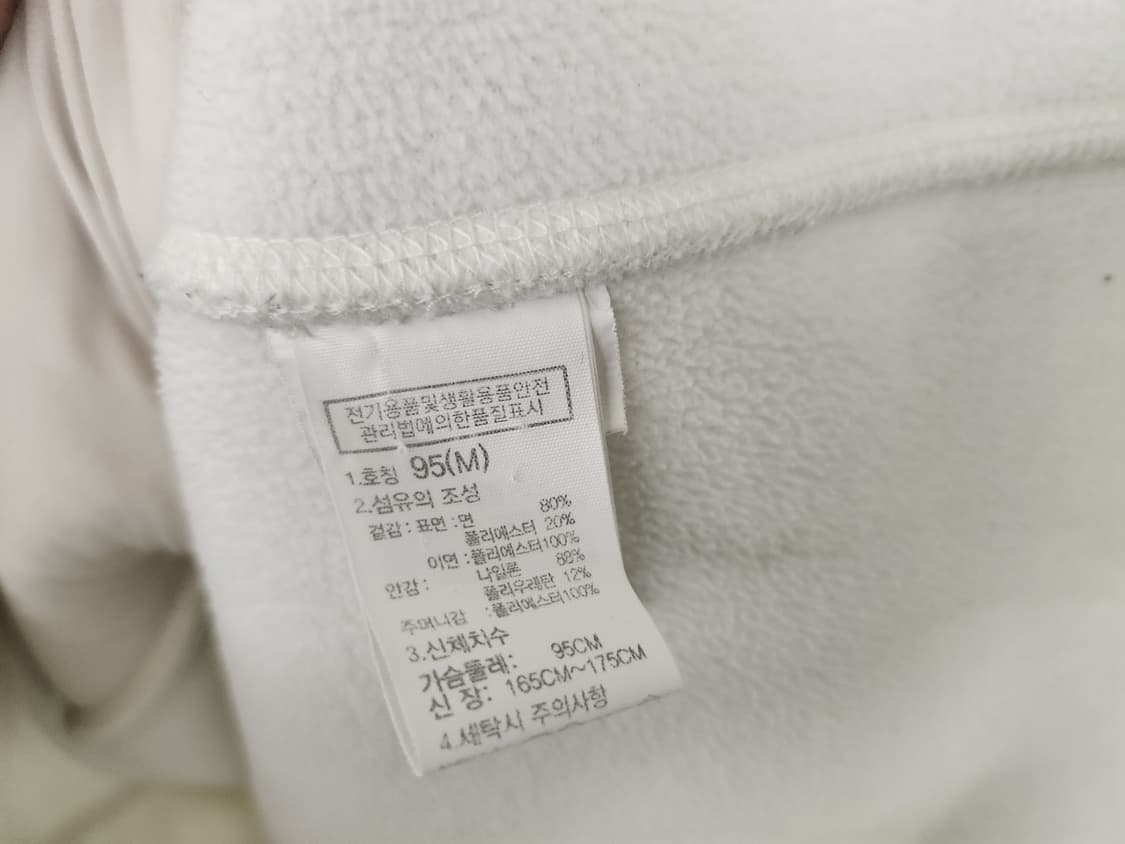 전기용품및생활용품안전
관리법에의한품질표시
1.호칭 95(M)
2.섬유의 조성
겉감 : 표면 : 면 80%
폴리에스터 20%
이면 : 폴리에스터100%
안감 : 나일론 88%
폴리우레탄 12%
주머니감 : 폴리에스터100%
3.신체치수
가슴둘레: 95CM
신 장: 165CM~175CM
4.세탁시 주의사항